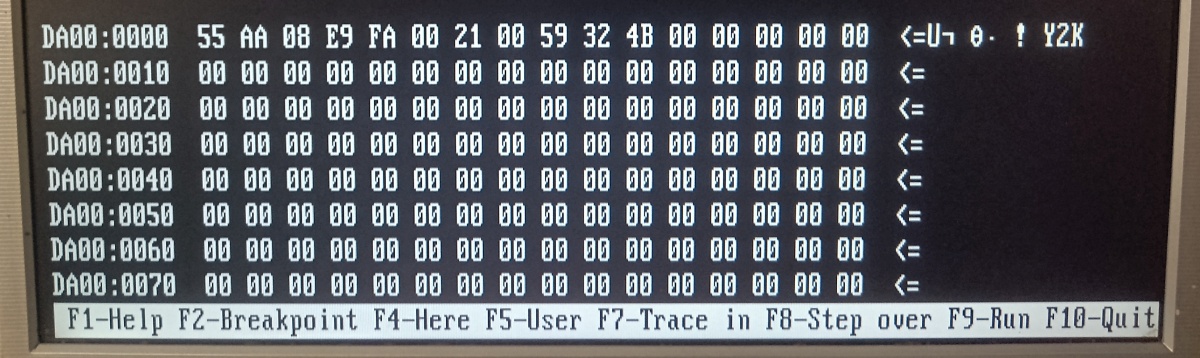 DA00:0000 55 AA 08 E9 FA 00 21 00 59 32 4B 00 00 00 00 00 <=U¬ θ· ! Y2K
DA00:0010 00 00 00 00 00 00 00 00 00 00 00 00 00 00 00 00 <=
DA00:0020 00 00 00 00 00 00 00 00 00 00 00 00 00 00 00 00 <=
DA00:0030 00 00 00 00 00 00 00 00 00 00 00 00 00 00 00 00 <=
DA00:0040 00 00 00 00 00 00 00 00 00 00 00 00 00 00 00 00 <=
DA00:0050 00 00 00 00 00 00 00 00 00 00 00 00 00 00 00 00 <=
DA00:0060 00 00 00 00 00 00 00 00 00 00 00 00 00 00 00 00 <=
DA00:0070 00 00 00 00 00 00 00 00 00 00 00 00 00 00 00 00 <=
F1-Help F2-Breakpoint F4-Here F5-User F7-Trace in F8-Step over F9-Run F10-Quit